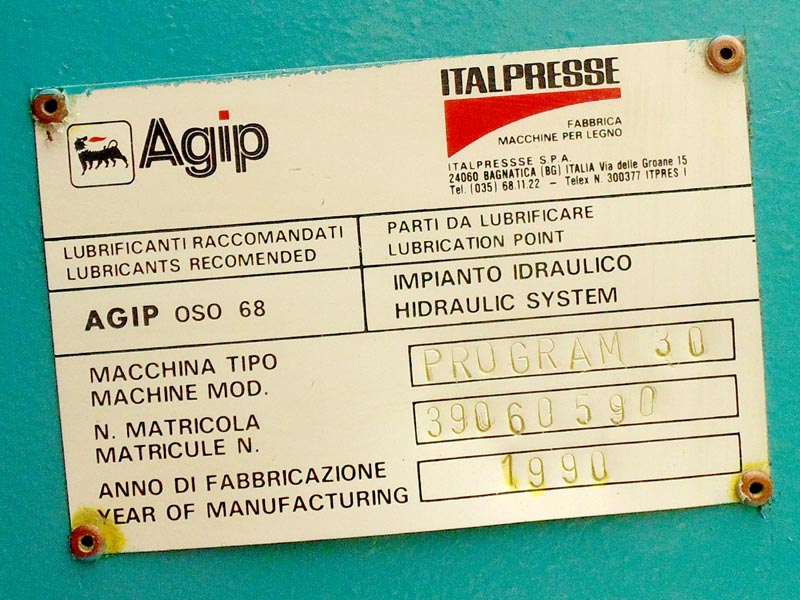 Agip
ITALPRESSE
FABBRICA
MACCHINE PER LEGNO
ITALPRESSSE S.P.A.
24060 BAGNATICA (BG) ITALIA Via delle Groane 15
Tel. (035) 68.11.22 - Telex N. 300377 ITPRES I
LUBRIFICANTI RACCOMANDATI
LUBRICANTS RECOMENDED
PARTI DA LUBRIFICARE
LUBRICATION POINT
AGIP OSO 68
IMPIANTO IDRAULICO
HIDRAULIC SYSTEM
MACCHINA TIPO
MACHINE MOD.
PROGRAM 30
N. MATRICOLA
MATRICULE N.
39060590
ANNO DI FABBRICAZIONE
YEAR OF MANUFACTURING
1990